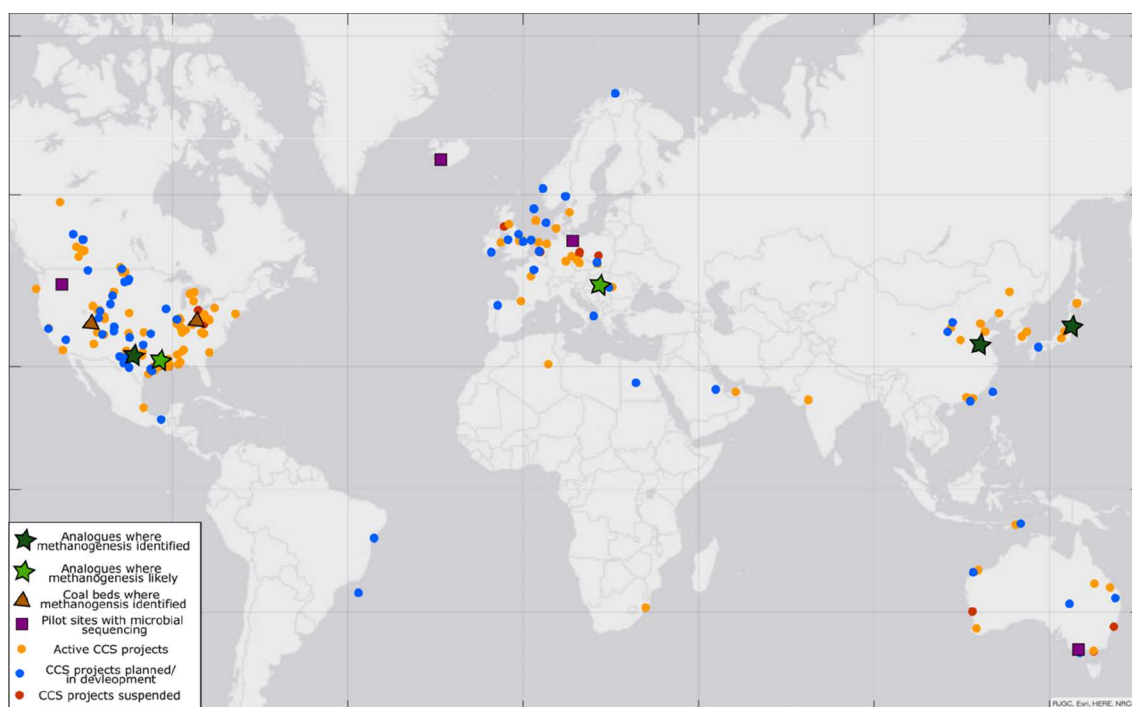 Analogues where
methanogenesis identified
Analogues where
methanogenesis likely
Coal beds where
methanogensis identified
Pilot sites with microbial
sequencing
Active CCS projects
CCS projects planned/
in devleopment
CCS projects suspended
RJGC, Esri, HERE, NRC